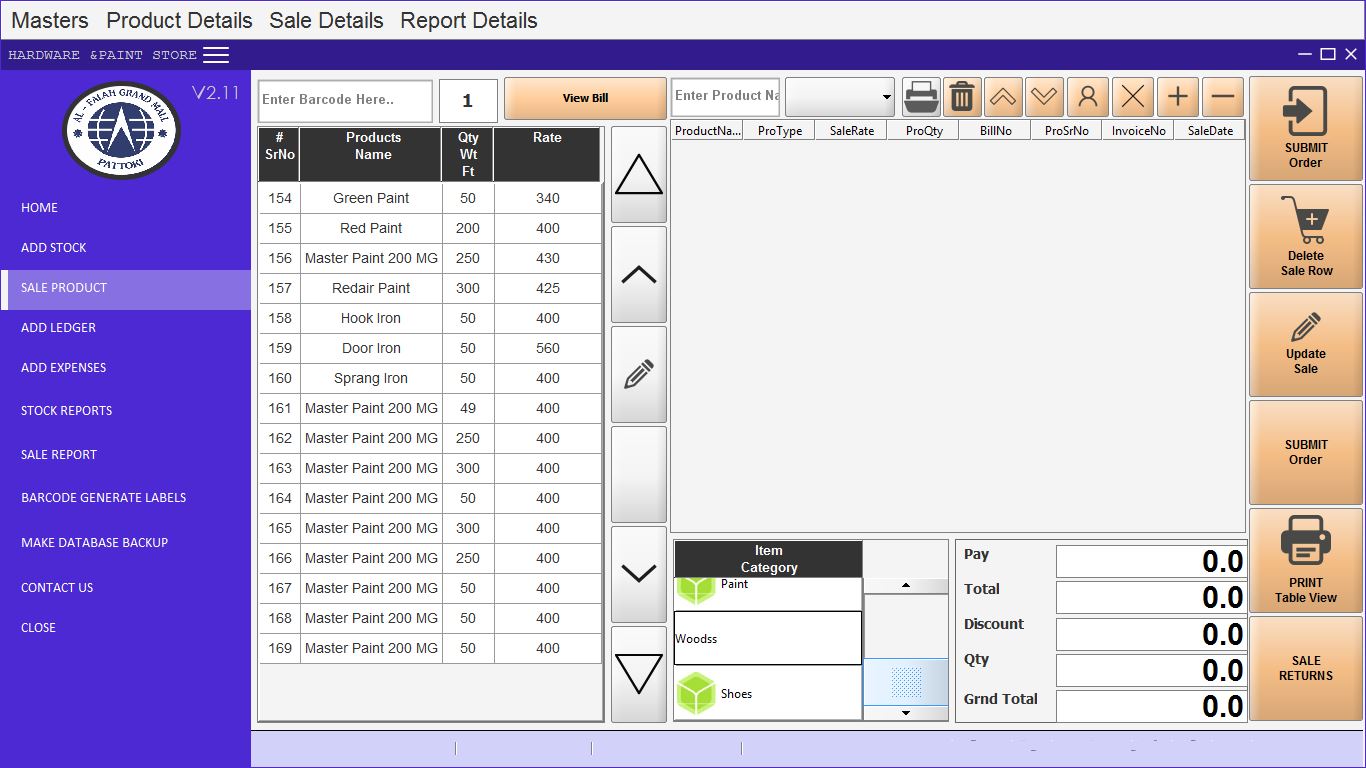 Masters Product Details Sale Details Report Details
HARDWARE &PAINT STORE
AL - FALAH GRAND MALL
PATTOKI
V2.11
HOME
ADD STOCK
SALE PRODUCT
ADD LEDGER
ADD EXPENSES
STOCK REPORTS
SALE REPORT
BARCODE GENERATE LABELS
MAKE DATABASE BACKUP
CONTACT US
CLOSE
Enter Barcode Here.. 1 View Bill
# Products Qty Rate
SrNo Name Wt
Ft
154 Green Paint 50 340
155 Red Paint 200 400
156 Master Paint 200 MG 250 430
157 Redair Paint 300 425
158 Hook Iron 50 400
159 Door Iron 50 560
160 Sprang Iron 50 400
161 Master Paint 200 MG 49 400
162 Master Paint 200 MG 250 400
163 Master Paint 200 MG 300 400
164 Master Paint 200 MG 50 400
165 Master Paint 200 MG 300 400
166 Master Paint 200 MG 250 400
167 Master Paint 200 MG 50 400
168 Master Paint 200 MG 50 400
169 Master Paint 200 MG 50 400
Enter Product Na
ProductNa... ProType SaleRate ProQty BillNo ProSrNo InvoiceNo SaleDate
Item
Category
Paint
Woodss
Shoes
Pay 0.0
Total 0.0
Discount 0.0
Qty 0.0
Grnd Total 0.0
SUBMIT
Order
Delete
Sale Row
Update
Sale
SUBMIT
Order
PRINT
Table View
SALE
RETURNS